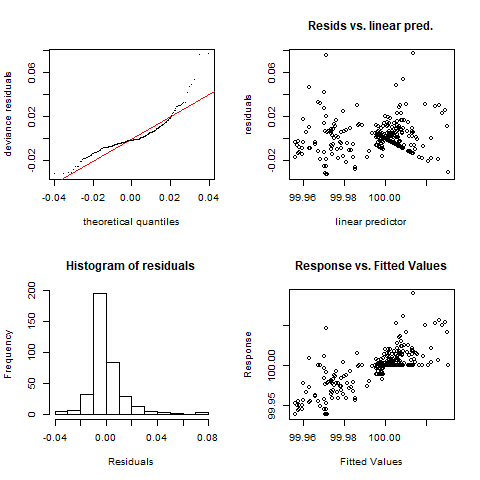 deviance residuals
-0.02 0.02 0.06
-0.04 -0.02 0.00 0.02 0.04
theoretical quantiles
Resids vs. linear pred.
residuals
-0.02 0.02 0.06
99.96 99.98 100.00
linear predictor
Histogram of residuals
Frequency
0 50 100 150 200
-0.04 0.00 0.04 0.08
Residuals
Response vs. Fitted Values
Response
99.95 100.00
99.96 99.98 100.00
Fitted Values